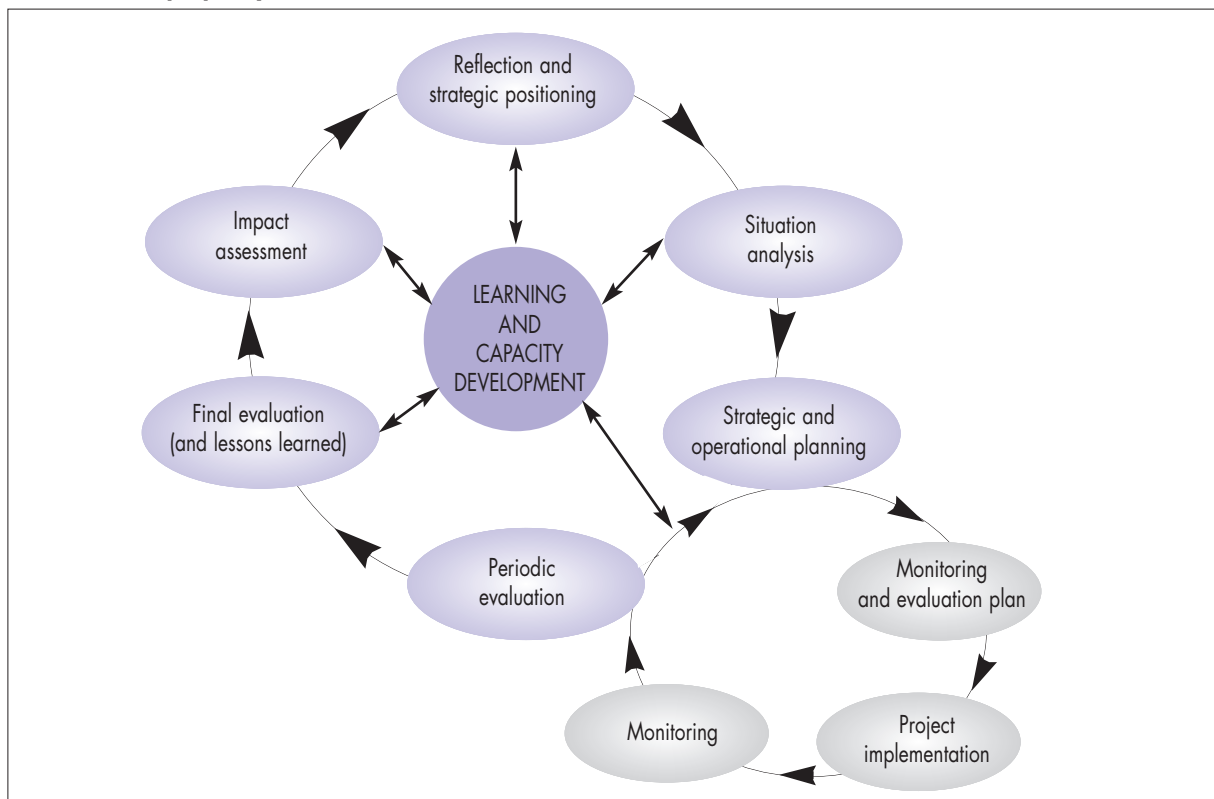 Reflection and
strategic positioning
Impact
assessment
Situation
analysis
LEARNING
AND
CAPACITY
DEVELOPMENT
Final evaluation
(and lessons learned)
Strategic and
operational planning
Periodic
evaluation
Monitoring
and evaluation plan
Monitoring
Project
implementation